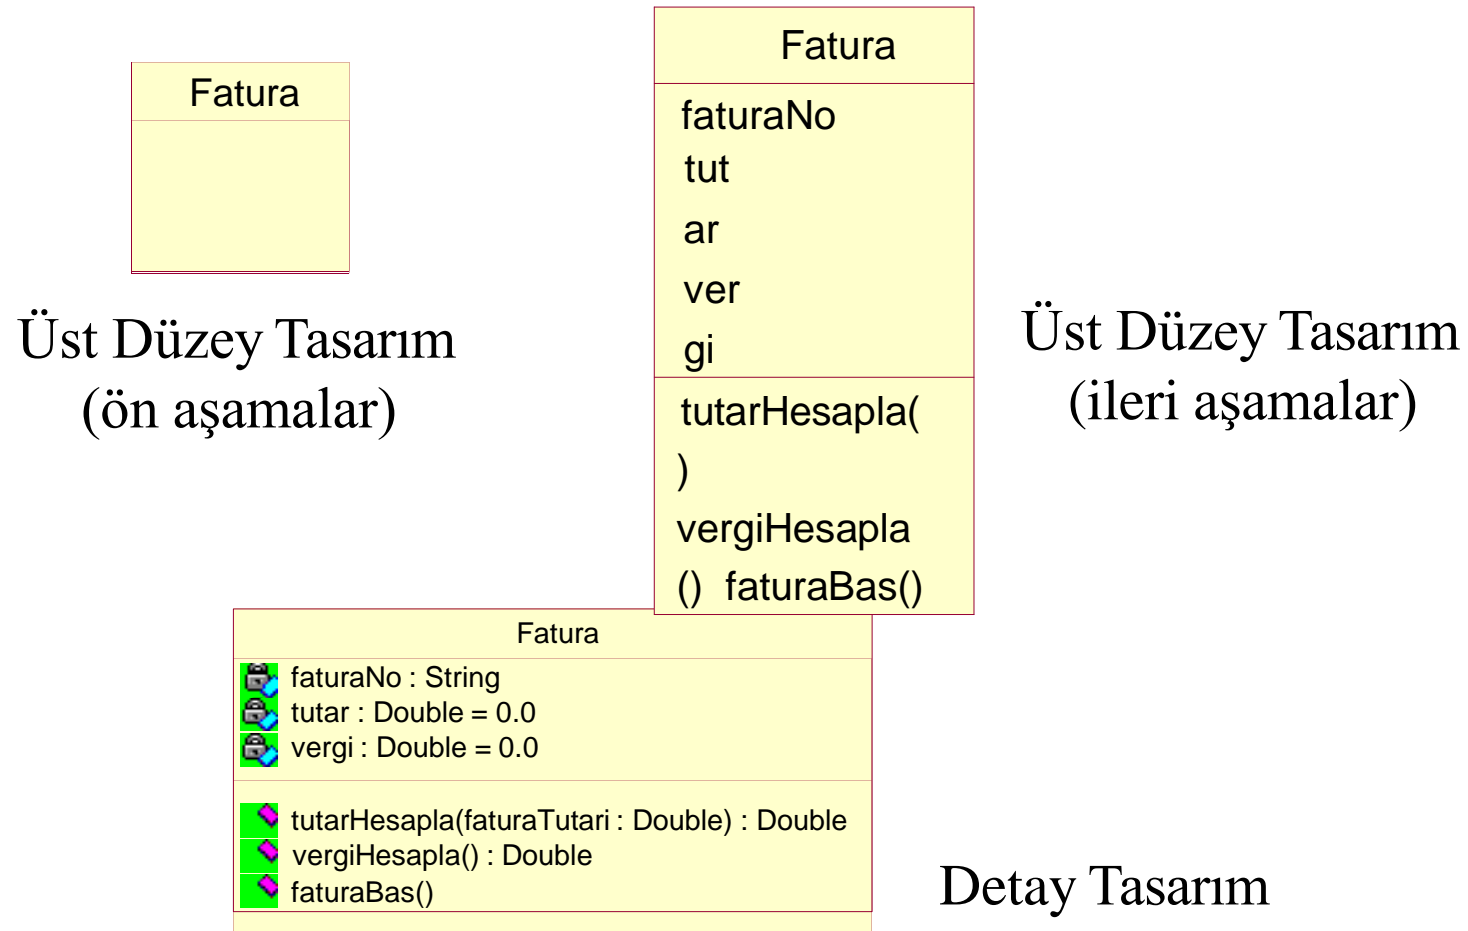 Fatura
Üst Düzey Tasarım
(ön aşamalar)
Fatura
faturaNo
tut
ar
ver
gi
tutarHesapla(
)
vergiHesapla
() faturaBas()
Üst Düzey Tasarım
(ileri aşamalar)
Fatura
faturaNo : String
tutar : Double = 0.0
vergi : Double = 0.0
tutarHesapla(faturaTutari : Double) : Double
vergiHesapla() : Double
faturaBas()
Detay Tasarım